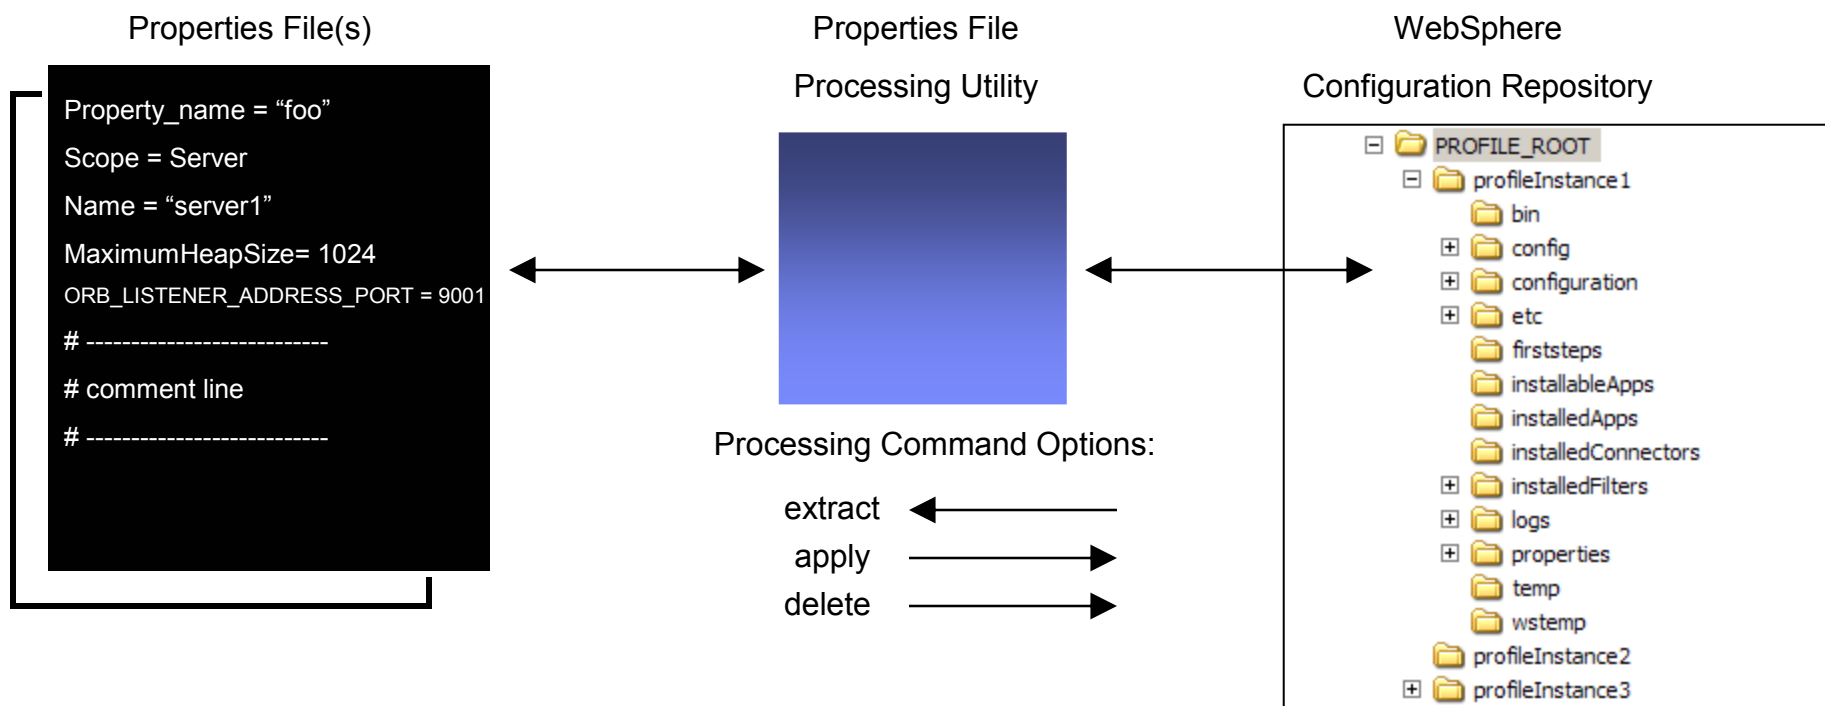 Properties File(s)
Property_name = “foo”
Scope = Server
Name = “server1”
MaximumHeapSize= 1024
ORB_LISTENER_ADDRESS_PORT = 9001
# ---------------------------
# comment line
# ---------------------------
Properties File
Processing Utility
Processing Command Options:
extract
apply
delete
WebSphere
Configuration Repository
PROFILE_ROOT
profileInstance1
bin
config
configuration
etc
firststeps
installableApps
installedApps
installedConnectors
installedFilters
logs
properties
temp
wstemp
profileInstance2
profileInstance3